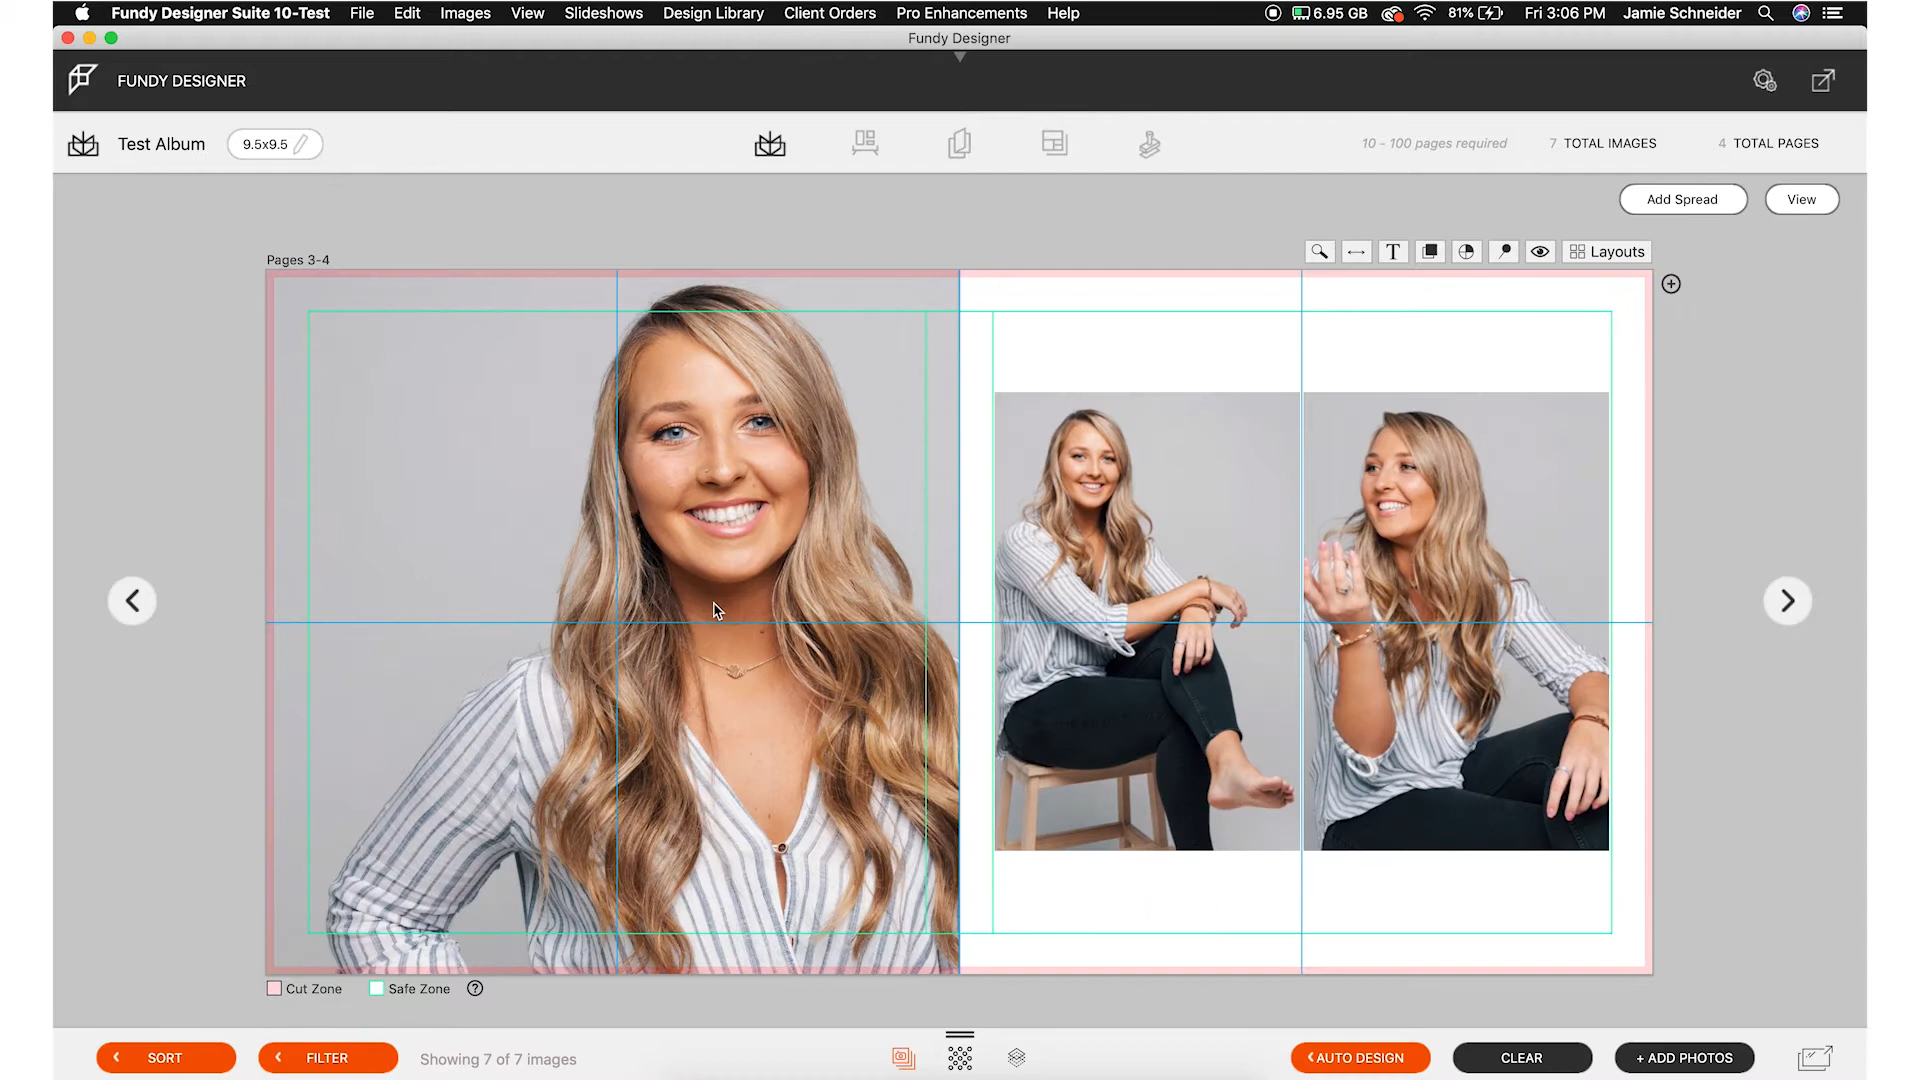 Fundy Designer Suite 10-Test File Edit Images View Slideshows Design Library Client Orders Pro Enhancements Help 6.95 GB 81% Fri 3:06 PM Jamie Schneider
Fundy Designer
FUNDY DESIGNER
Test Album 9.5x9.5 10 - 100 pages required 7 TOTAL IMAGES 4 TOTAL PAGES
Add Spread View
Pages 3-4 T Layouts
Cut Zone Safe Zone ?
SORT FILTER Showing 7 of 7 images AUTO DESIGN CLEAR + ADD PHOTOS